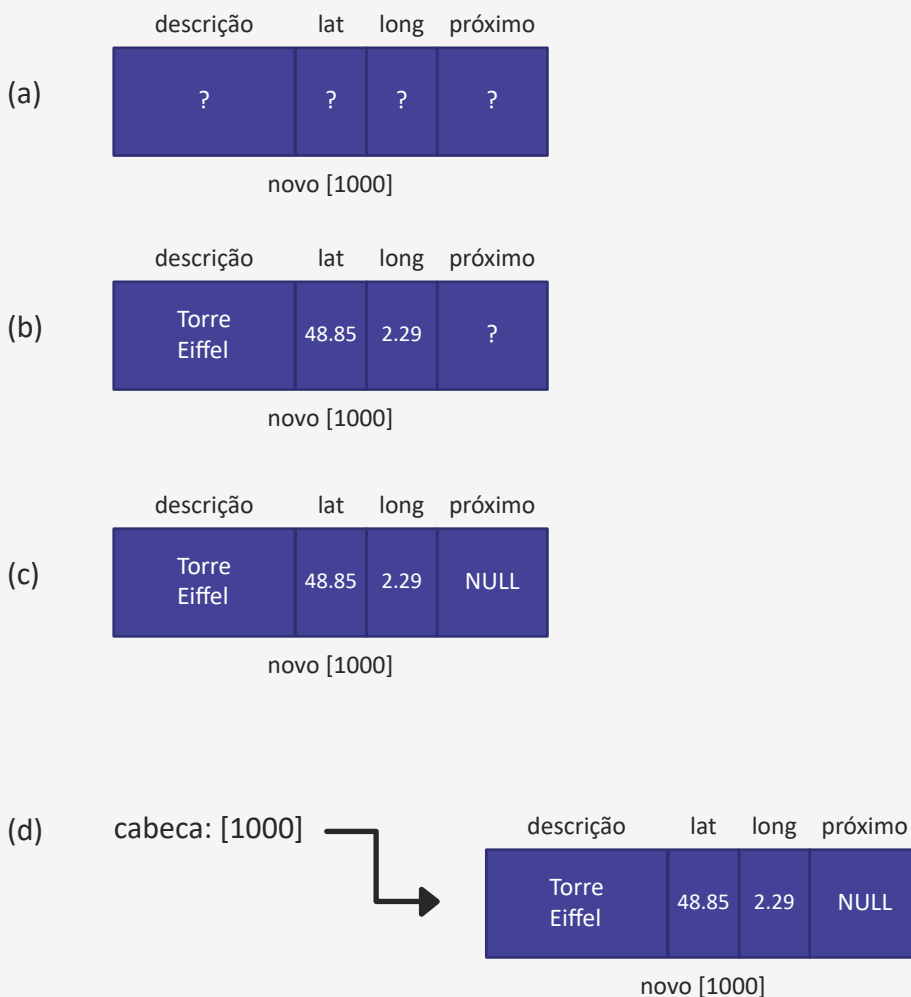 descrição lat long próximo
(a) ? ? ? ?
novo [1000]
descrição lat long próximo
(b) Torre
Eiffel 48.85 2.29 ?
novo [1000]
descrição lat long próximo
(c) Torre
Eiffel 48.85 2.29 NULL
novo [1000]
(d) cabeca: [1000] descrição lat long próximo
Torre
Eiffel 48.85 2.29 NULL
novo [1000]